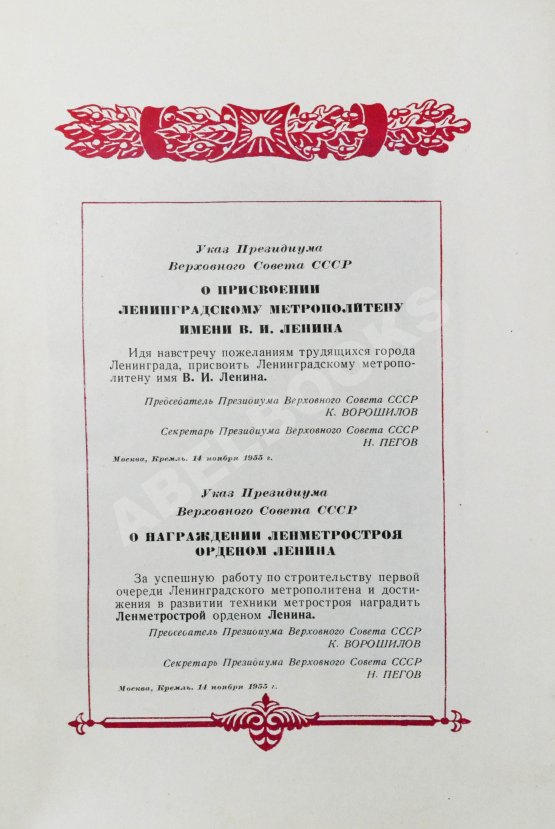 Указ Президиума
Верховного Совета СССР
О ПРИСВОЕНИИ
ЛЕНИНГРАДСКОМУ МЕТРОПОЛИТЕНУ
ИМЕНИ В. И. ЛЕНИНА
Идя навстречу пожеланиям трудящихся города
Ленинграда, присвоить Ленинградскому метропо-
литену имя В. И. Ленина.
Председатель Президиума Верховного Совета СССР
К. ВОРОШИЛОВ
Секретарь Президиума Верховного Совета СССР
Н. ПЕГОВ
Москва, Кремль. 14 ноября 1955 г.
Указ Президиума
Верховного Совета СССР
О НАГРАЖДЕНИИ ЛЕНМЕТРОСТРОЯ
ОРДЕНОМ ЛЕНИНА
За успешную работу по строительству первой
очереди Ленинградского метрополитена и дости-
жения в развитии техники метростроя наградить
Ленметрострой орденом Ленина.
Председатель Президиума Верховного Совета СССР
К. ВОРОШИЛОВ
Секретарь Президиума Верховного Совета СССР
Н. ПЕГОВ
Москва, Кремль. 14 ноября 1955 г.